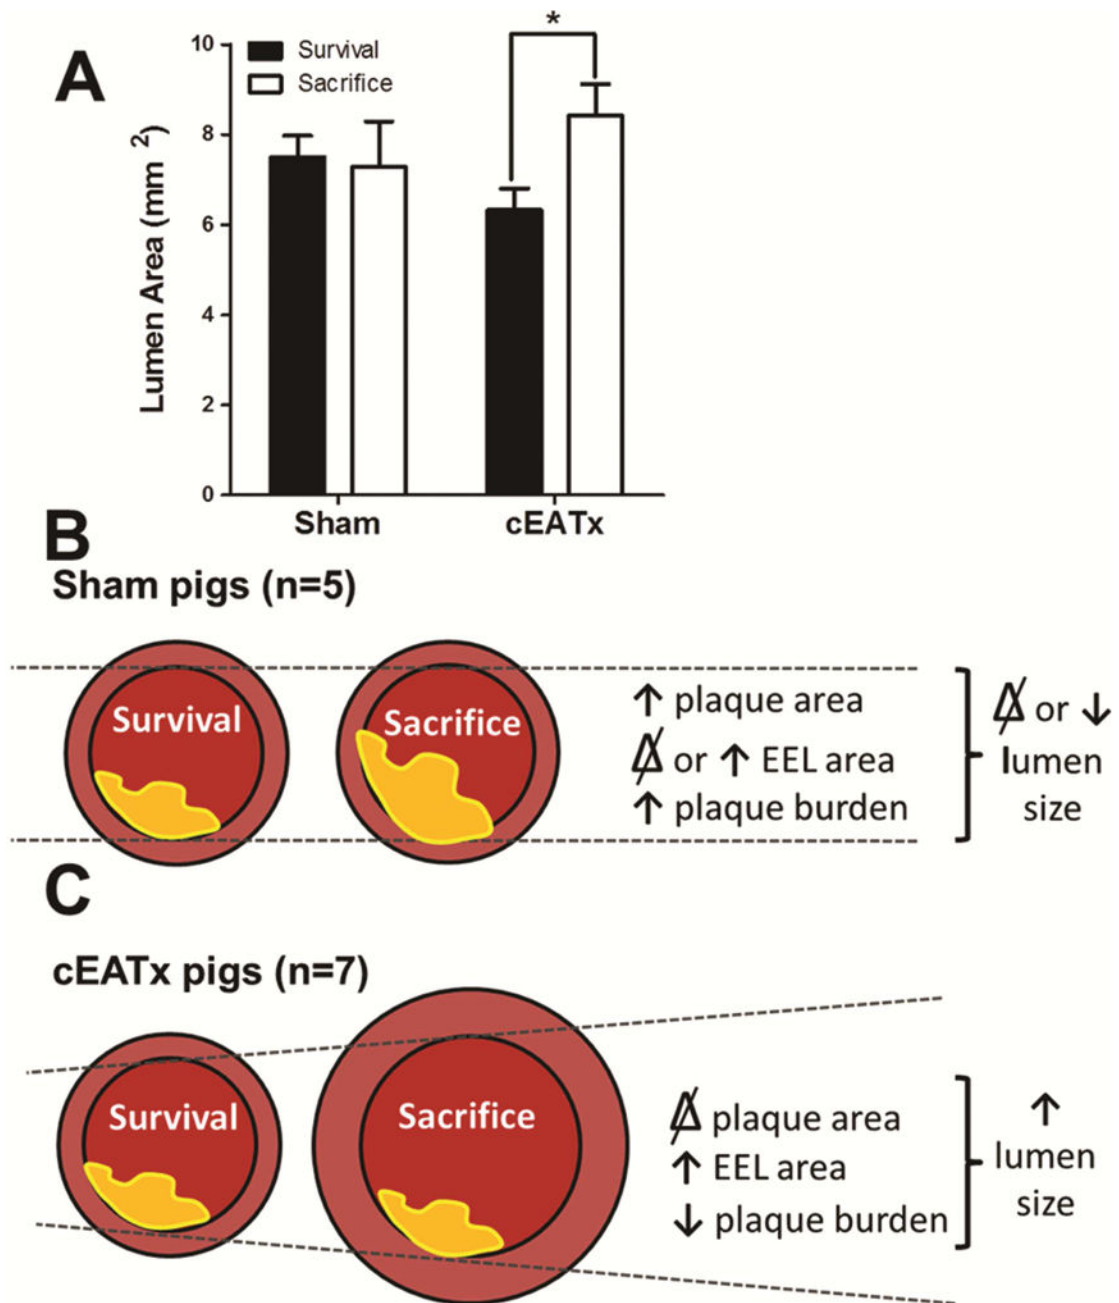 A
Lumen Area (mm ²)
10
8
6
4
2
0
Survival
Sacrifice
*
Sham
cEATx
B
Sham pigs (n=5)
Survival
Sacrifice
↑ plaque area
Δ̸ or ↑ EEL area
↑ plaque burden
Δ̸ or ↓
lumen
size
C
cEATx pigs (n=7)
Survival
Sacrifice
Δ̸ plaque area
↑ EEL area
↓ plaque burden
↑
lumen
size